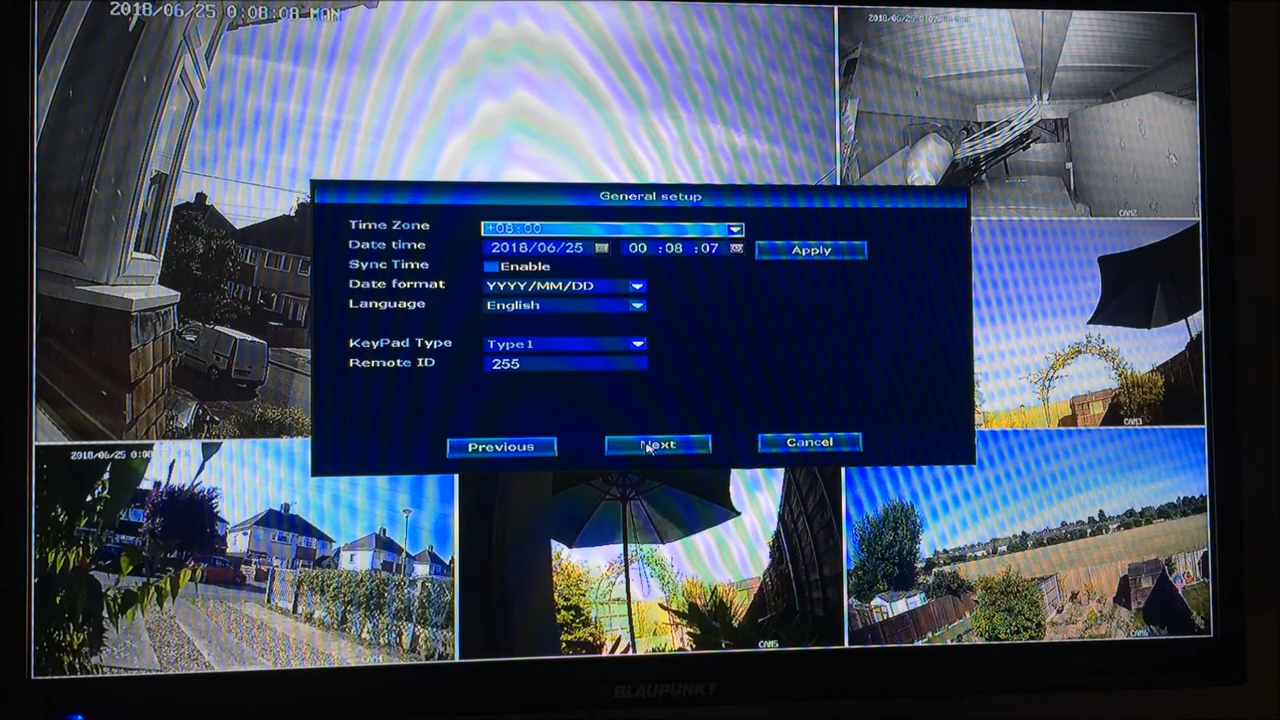 2018/06/25 0:08:08 MON
2018/06/25 0:07
CAM2
General setup
Time Zone +08:00
Date time 2018/06/25 00 :08 :07 Apply
Sync Time Enable
Date format YYYY/MM/DD
Language English
KeyPad Type Type1
Remote ID 255
Previous Next Cancel
CAM3
2018/06/25 0:08
CAM5
CAM6
BLAUPUNKT